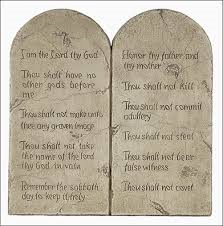 I am the Lord thy God
Thou shalt have
no other gods before
me
Thou shalt not make unto
thee any graven image
Thou shalt not take
the name of the lord
thy God in vain
Remember the sabbath
day to keep it holy
Honor thy father and
thy mother
Thou shalt not kill
Thou shalt not commit
adultery
Thou shalt not steal
Thou shalt not bear
false witness
Thou shalt not covet